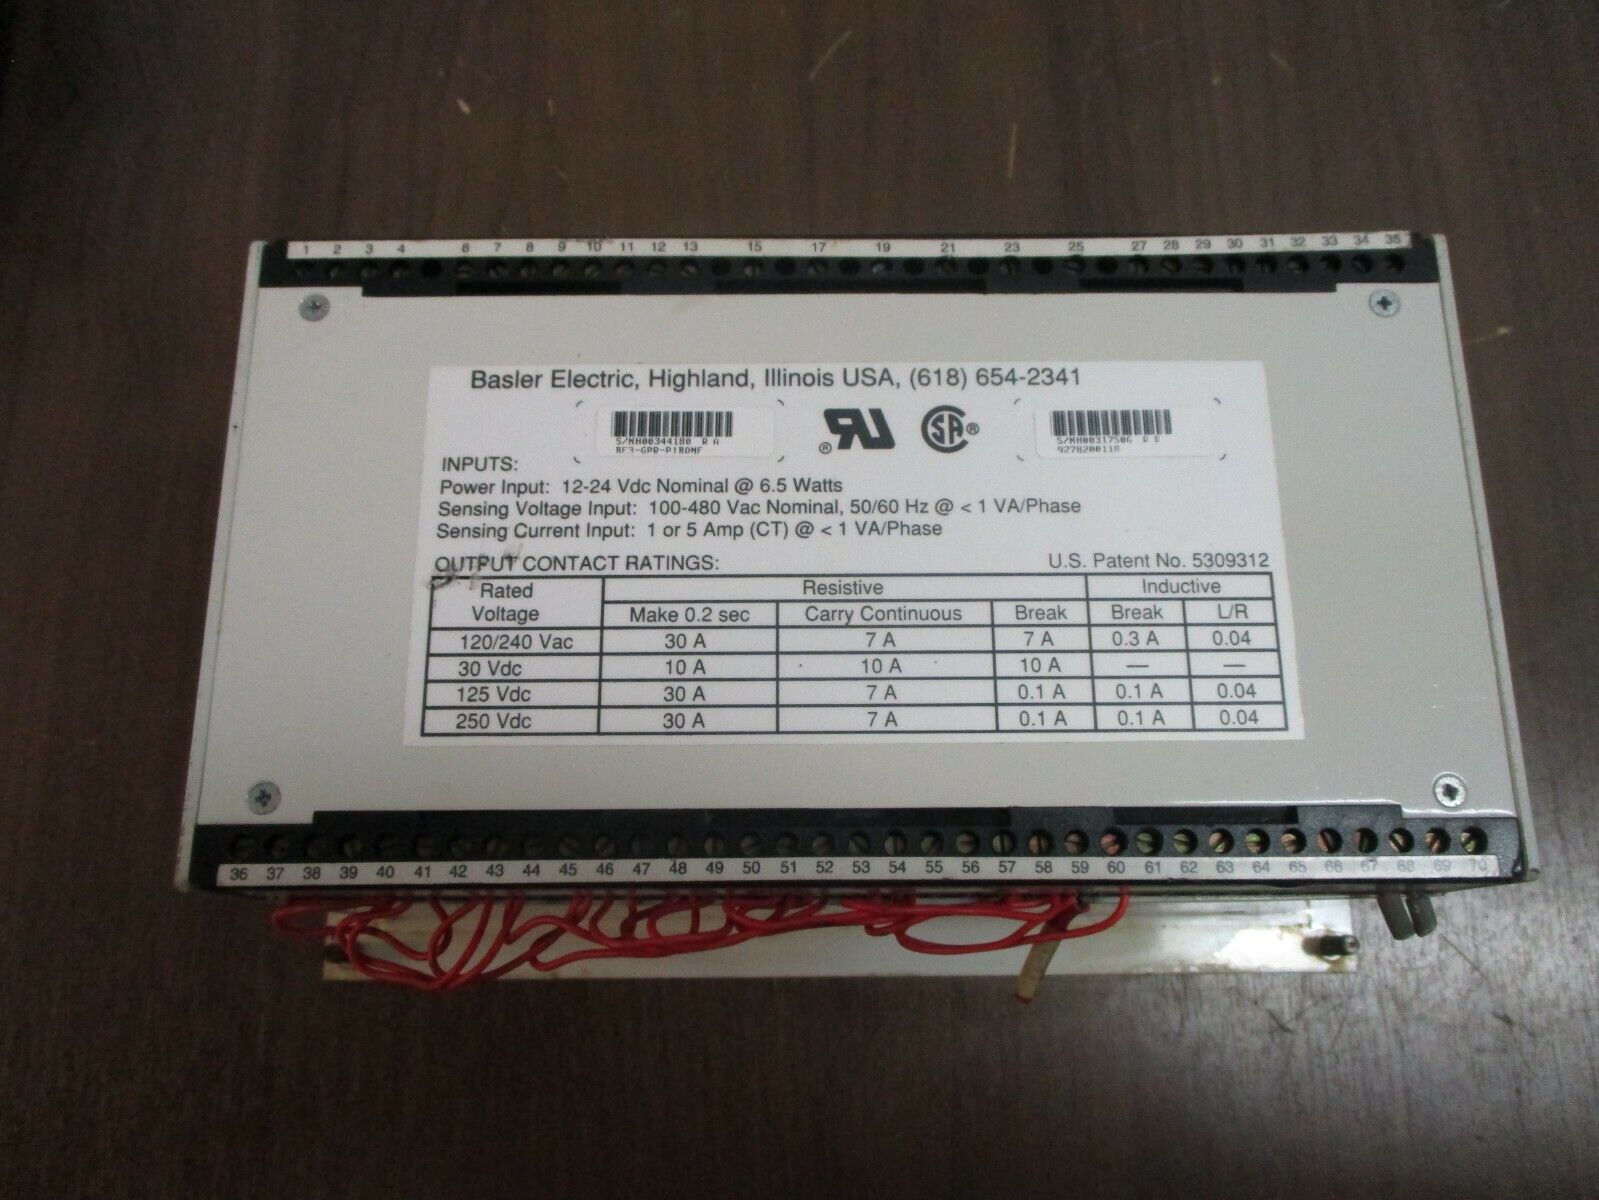 1 2 3 4 6 7 8 9 10 11 12 13 15 17 19 21 23 25 27 28 29 30 31 32 33 34 35
Basler Electric, Highland, Illinois USA, (618) 654-2341
S/NH00344180 R A
S/NH00317506 R
9278200118
INPUTS:
Power Input: 12-24 Vdc Nominal @ 6.5 Watts
Sensing Voltage Input: 100-480 Vac Nominal, 50/60 Hz @ < 1 VA/Phase
Sensing Current Input: 1 or 5 Amp (CT) @ < 1 VA/Phase
OUTPUT CONTACT RATINGS: U.S. Patent No. 5309312
Rated Voltage Resistive Inductive
Make 0.2 sec Carry Continuous Break Break L/R
120/240 Vac 30 A 7 A 7 A 0.3 A 0.04
30 Vdc 10 A 10 A 10 A — —
125 Vdc 30 A 7 A 0.1 A 0.1 A 0.04
250 Vdc 30 A 7 A 0.1 A 0.1 A 0.04
36 37 38 39 40 41 42 43 44 45 46 47 48 49 50 51 52 53 54 55 56 57 58 59 60 61 62 63 64 65 66 67 68 69 70